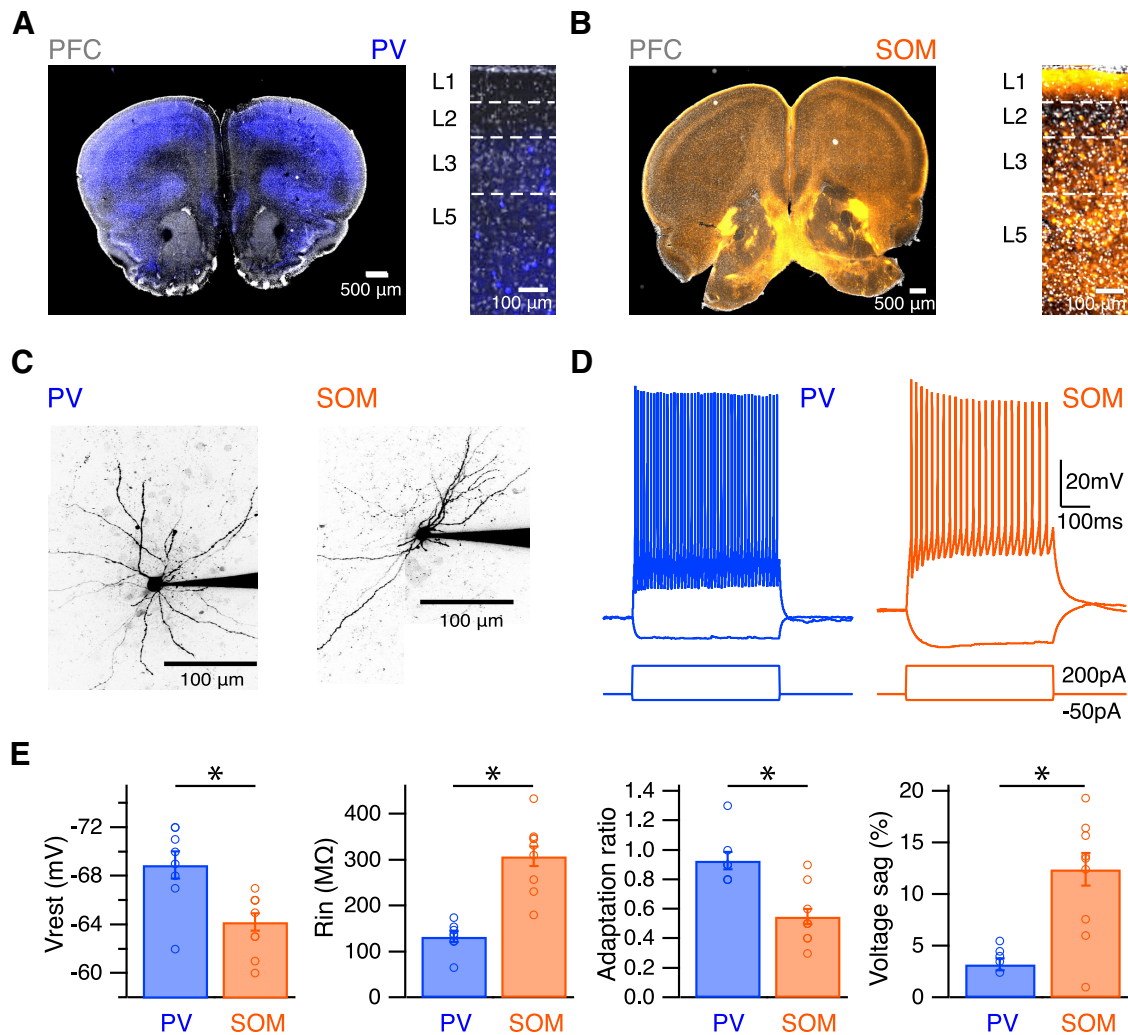 A
PFC
PV
500 µm
L1
L2
L3
L5
100 µm
B
PFC
SOM
500 µm
L1
L2
L3
L5
100 µm
C
PV
100 µm
SOM
100 µm
D
PV
SOM
20mV
100ms
200pA
-50pA
E
*
Vrest (mV)
-72
-68
-64
-60
PV
SOM
*
Rin (MΩ)
400
300
200
100
0
PV
SOM
*
Adaptation ratio
1.4
1.2
1.0
0.8
0.6
0.4
0.2
0.0
PV
SOM
*
Voltage sag (%)
20
15
10
5
0
PV
SOM